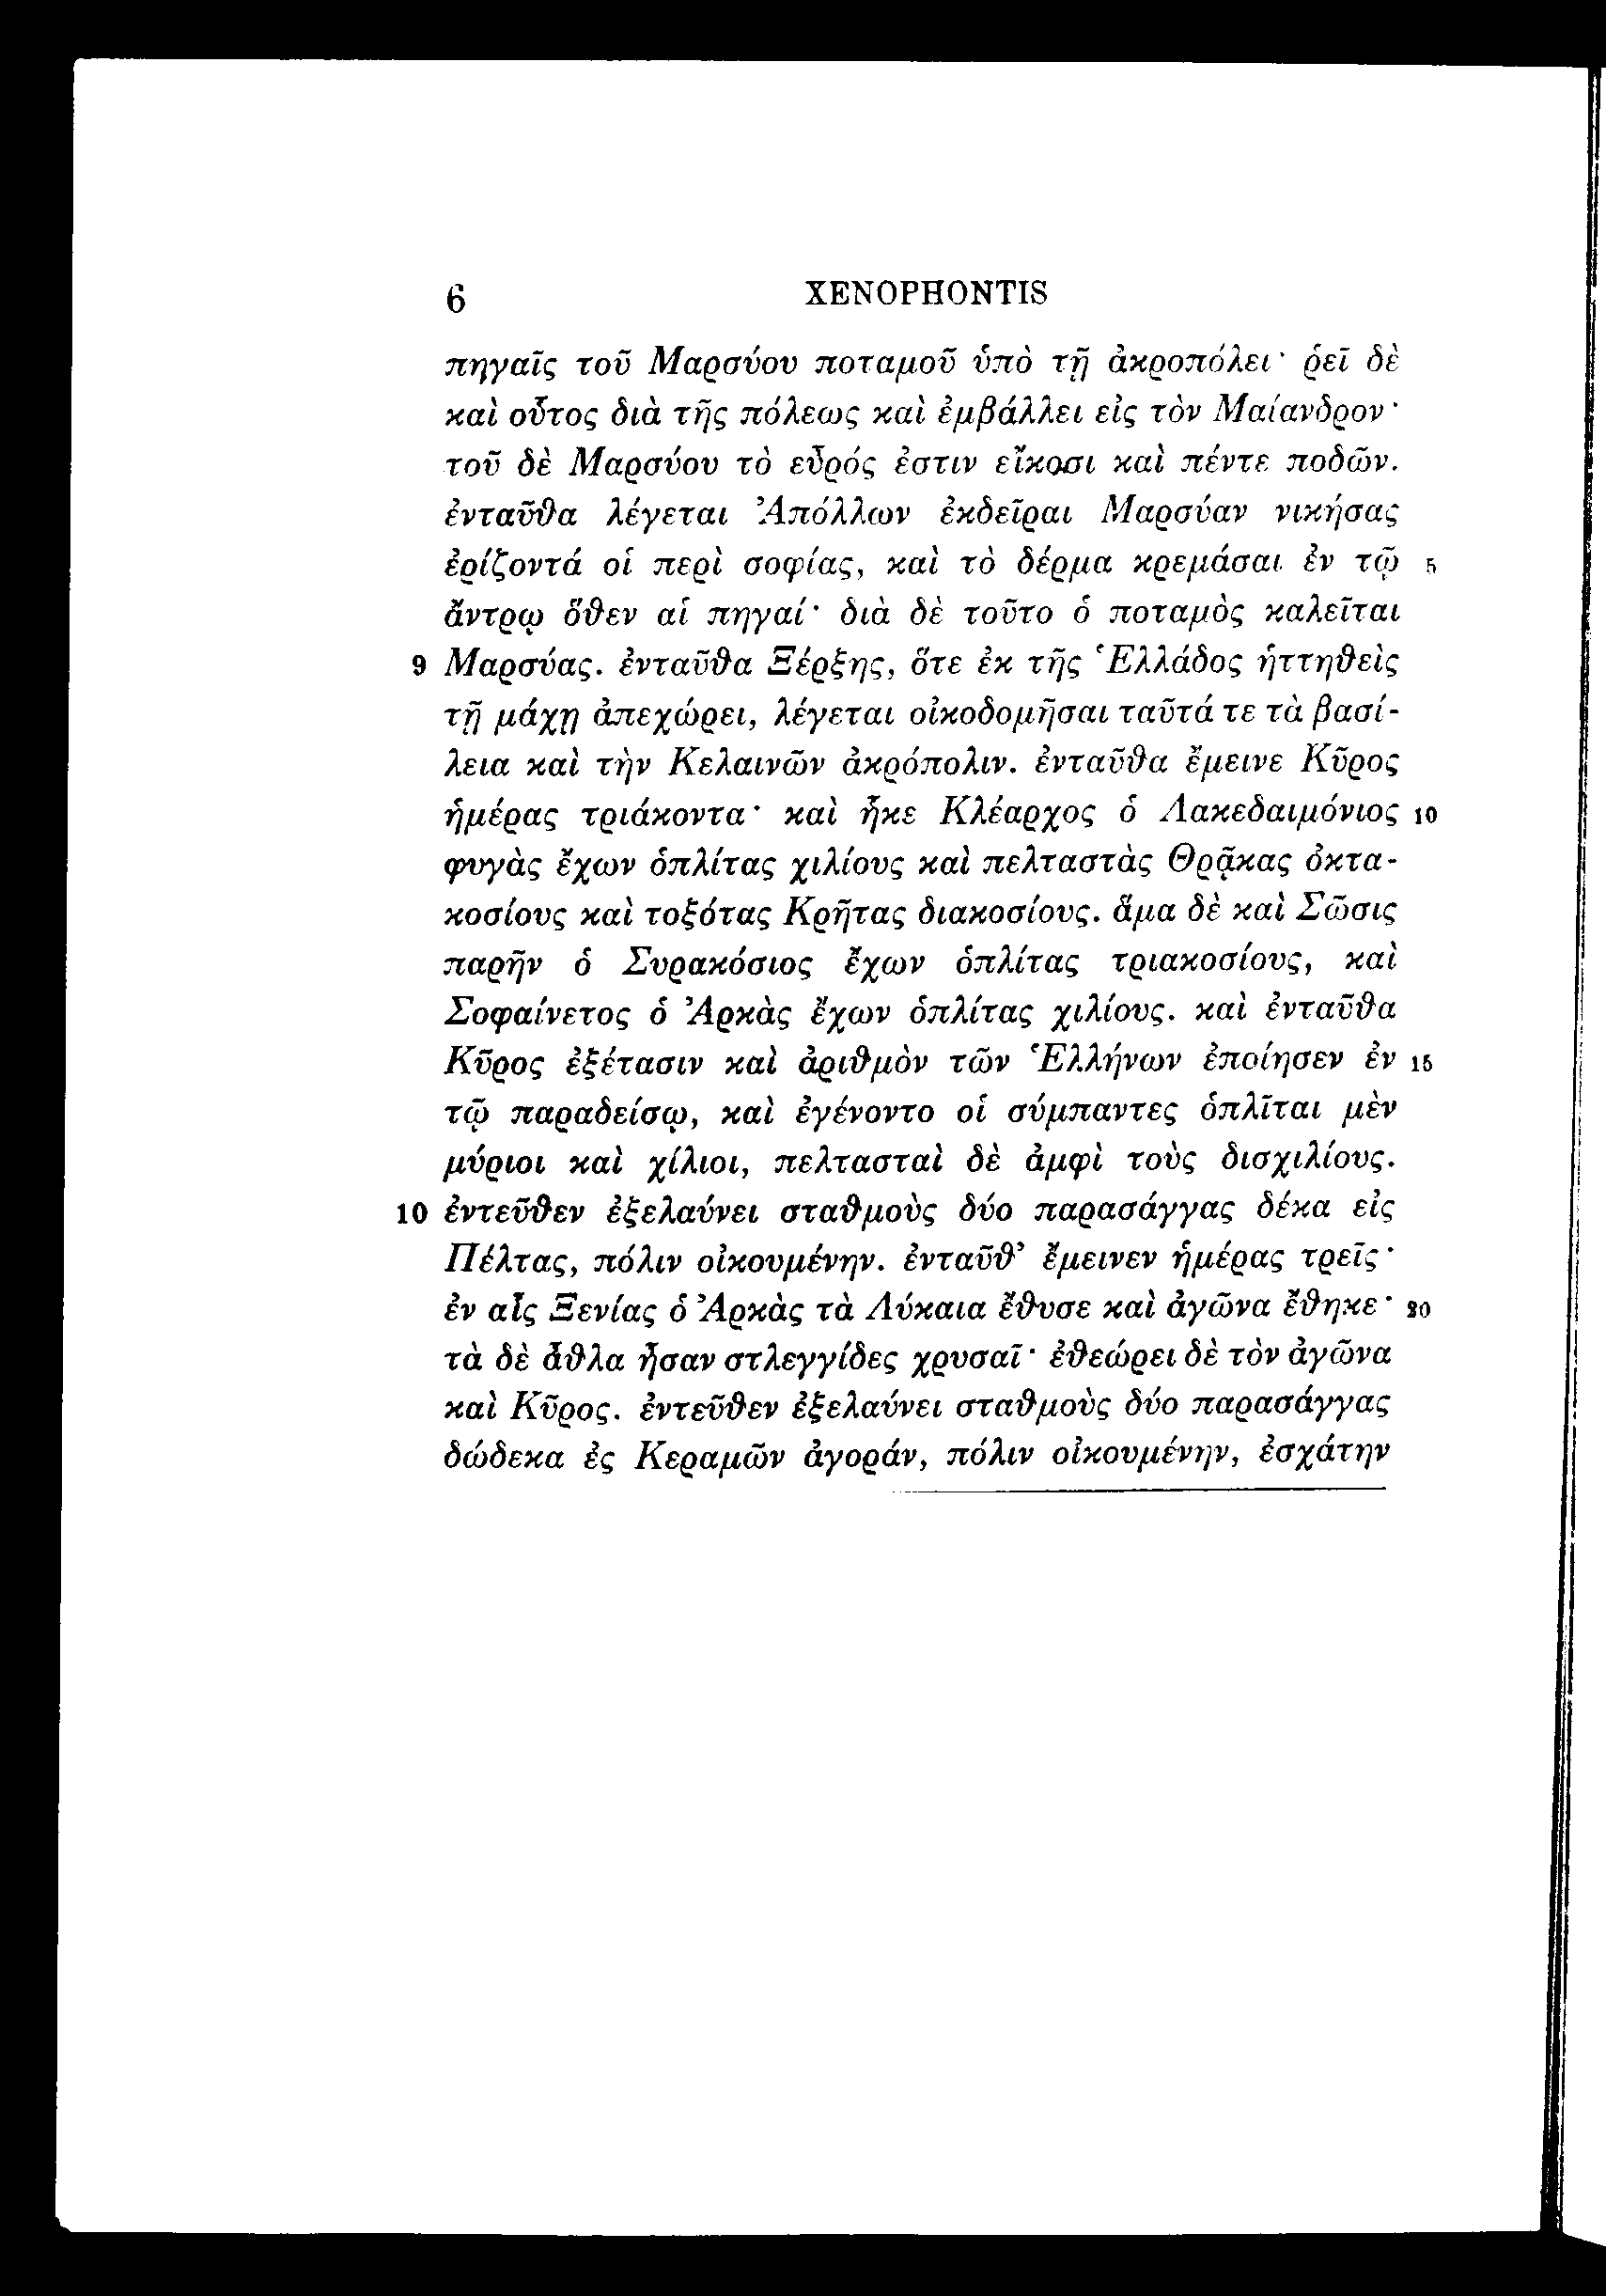 6 XENOPHONTIS
πηγαῖς τοῦ Μαρσύου ποταμοῦ ὑπὸ τῇ ἀκροπόλει· ῥεῖ δὲ
καὶ οὗτος διὰ τῆς πόλεως καὶ ἐμβάλλει εἰς τὸν Μαίανδρον·
τοῦ δὲ Μαρσύου τὸ εὖρός ἐστιν εἴκοσι καὶ πέντε ποδῶν.
ἐνταῦθα λέγεται Ἀπόλλων ἐκδεῖραι Μαρσύαν νικήσας
ἐρίζοντά οἱ περὶ σοφίας, καὶ τὸ δέρμα κρεμάσαι ἐν τῷ 5
ἄντρῳ ὅθεν αἱ πηγαί· διὰ δὲ τοῦτο ὁ ποταμὸς καλεῖται
9 Μαρσύας. ἐνταῦθα Ξέρξης, ὅτε ἐκ τῆς Ἑλλάδος ἡττηθεὶς
τῇ μάχῃ ἀπεχώρει, λέγεται οἰκοδομῆσαι ταῦτά τε τὰ βασί-
λεια καὶ τὴν Κελαινῶν ἀκρόπολιν. ἐνταῦθα ἔμεινε Κῦρος
ἡμέρας τριάκοντα· καὶ ἧκε Κλέαρχος ὁ Λακεδαιμόνιος 10
φυγὰς ἔχων ὁπλίτας χιλίους καὶ πελταστὰς Θρᾷκας ὀκτα-
κοσίους καὶ τοξότας Κρῆτας διακοσίους. ἅμα δὲ καὶ Σῶσις
παρῆν ὁ Συρακόσιος ἔχων ὁπλίτας τριακοσίους, καὶ
Σοφαίνετος ὁ Ἀρκὰς ἔχων ὁπλίτας χιλίους. καὶ ἐνταῦθα
Κῦρος ἐξέτασιν καὶ ἀριθμὸν τῶν Ἑλλήνων ἐποίησεν ἐν 15
τῷ παραδείσῳ, καὶ ἐγένοντο οἱ σύμπαντες ὁπλῖται μὲν
μύριοι καὶ χίλιοι, πελτασταὶ δὲ ἀμφὶ τοὺς δισχιλίους.
10 ἐντεῦθεν ἐξελαύνει σταθμοὺς δύο παρασάγγας δέκα εἰς
Πέλτας, πόλιν οἰκουμένην. ἐνταῦθ’ ἔμεινεν ἡμέρας τρεῖς·
ἐν αἷς Ξενίας ὁ Ἀρκὰς τὰ Λύκαια ἔθυσε καὶ ἀγῶνα ἔθηκε· 20
τὰ δὲ ἆθλα ἦσαν στλεγγίδες χρυσαῖ· ἐθεώρει δὲ τὸν ἀγῶνα
καὶ Κῦρος. ἐντεῦθεν ἐξελαύνει σταθμοὺς δύο παρασάγγας
δώδεκα ἐς Κεραμῶν ἀγοράν, πόλιν οἰκουμένην, ἐσχάτην